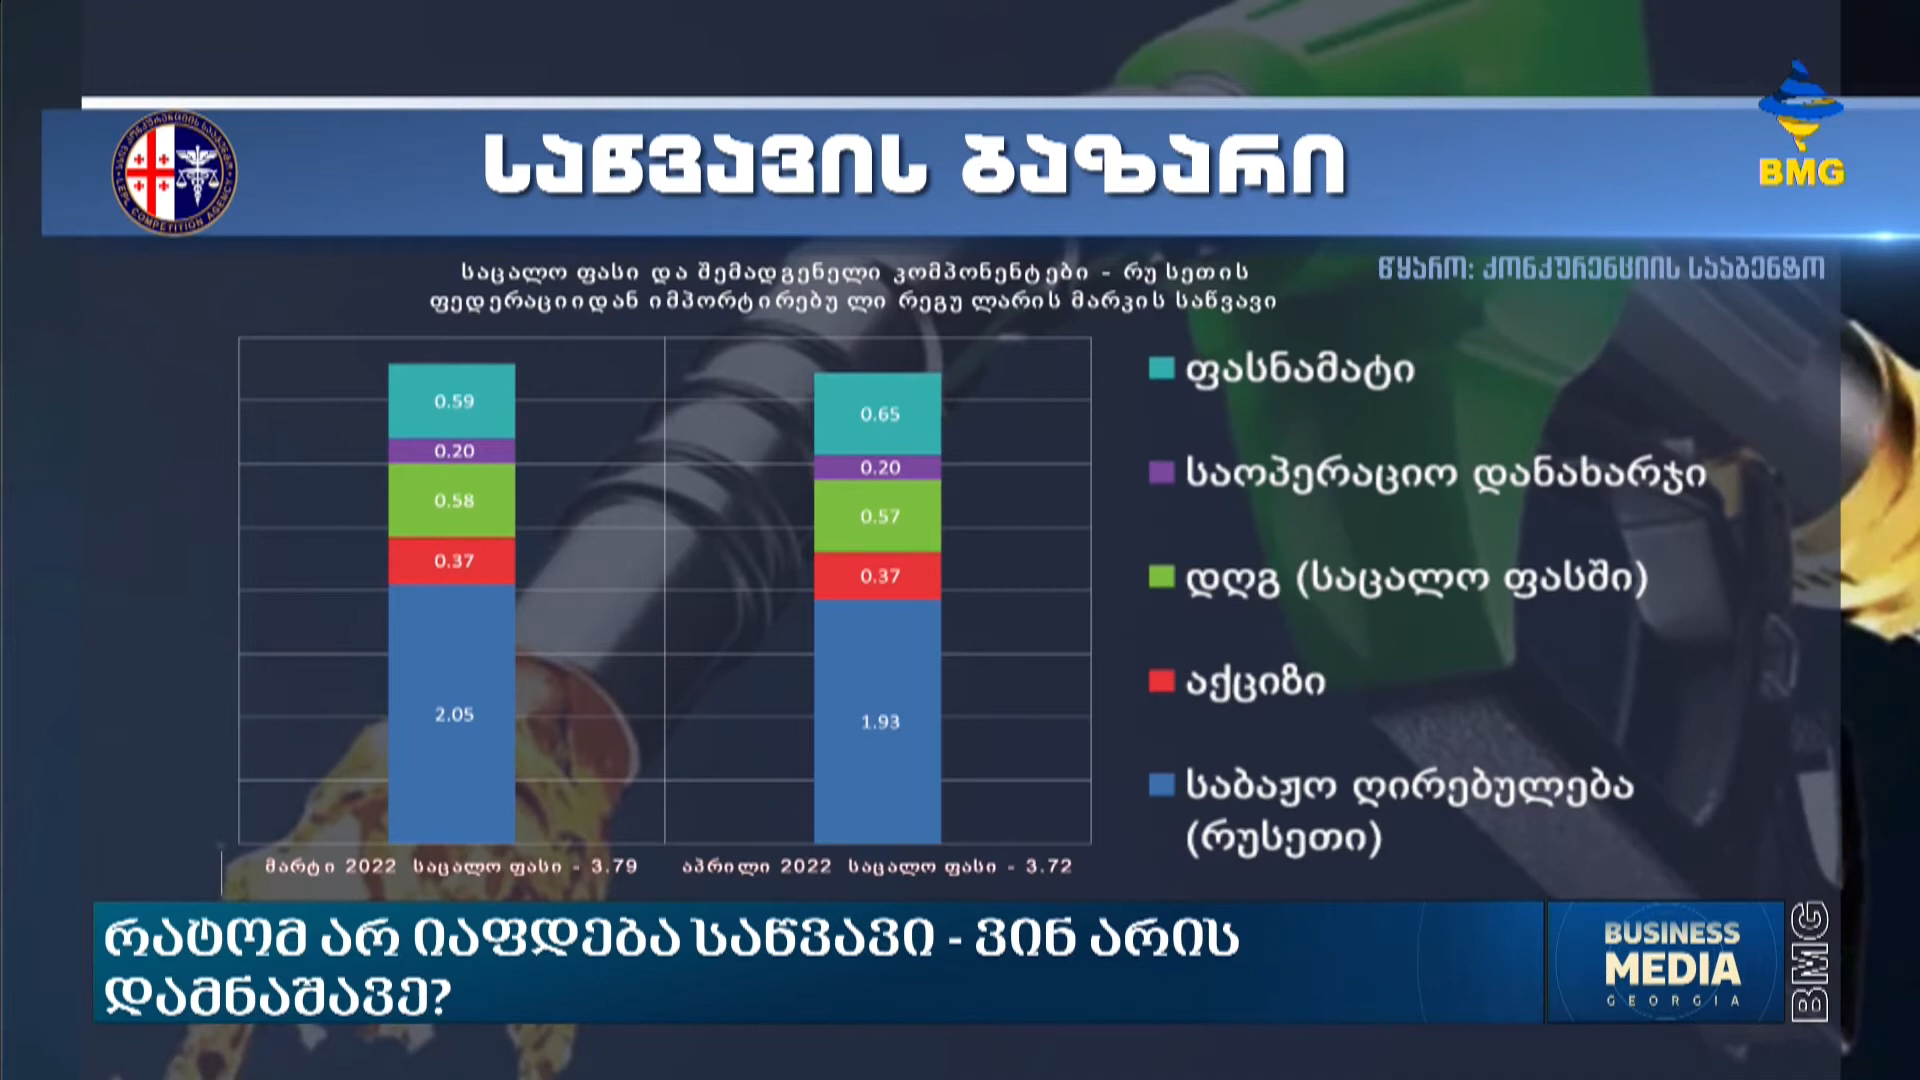 საწვავის ბაზარი
BMG
LEPL COMPETITION AGENCY
წყარო: კონკურენციის სააგენტო
საცალო ფასი და შემადგენელი კომპონენტები - რუსეთის
ფედერაციიდან იმპორტირებული რეგულარის მარკის საწვავი
0.59
0.20
0.58
0.37
2.05
0.65
0.20
0.57
0.37
1.93
მარტი 2022 საცალო ფასი - 3.79
აპრილი 2022 საცალო ფასი - 3.72
ფასნამატი
საოპერაციო დანახარჯი
დღგ (საცალო ფასში)
აქციზი
საბაჟო ღირებულება
(რუსეთი)
რატომ არ იაფდება საწვავი - ვინ არის
დამნაშავე?
BUSINESS
MEDIA
GEORGIA
BMG